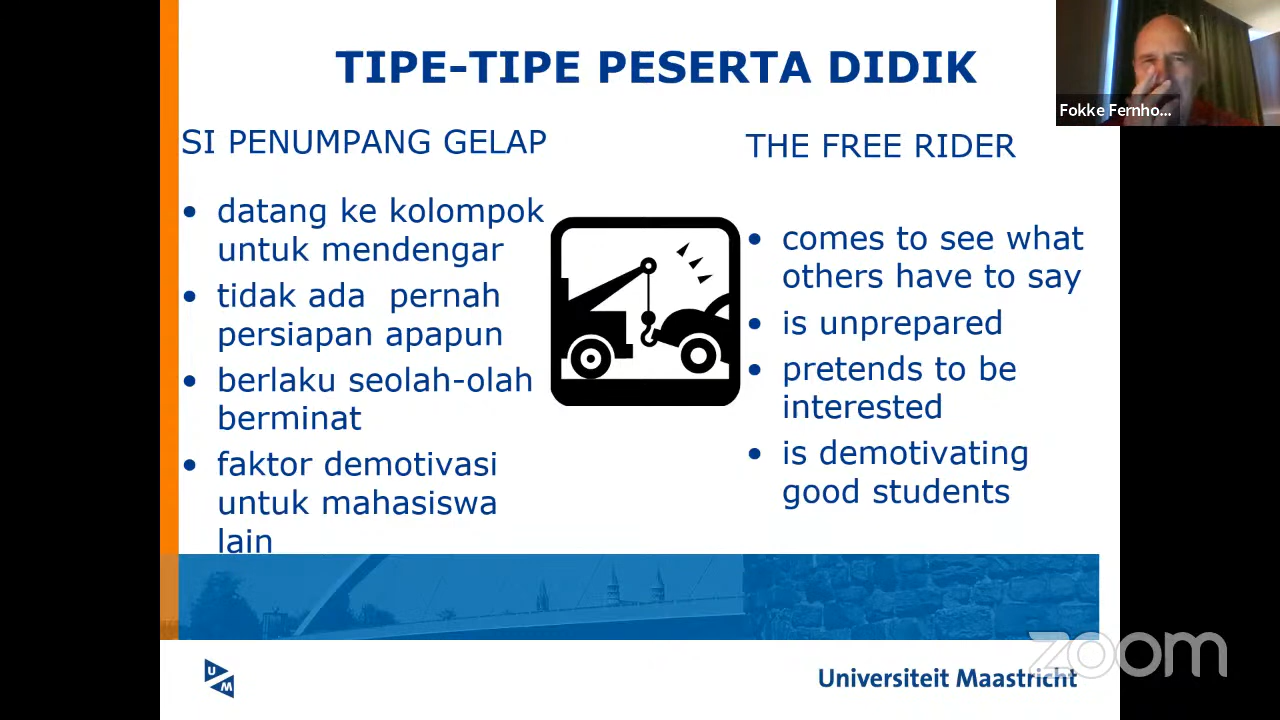 TIPE-TIPE PESERTA DIDIK
SI PENUMPANG GELAP
datang ke kolompok
untuk mendengar
tidak ada pernah
persiapan apapun
berlaku seolah-olah
berminat
faktor demotivasi
untuk mahasiswa
lain
THE FREE RIDER
comes to see what
others have to say
is unprepared
pretends to be
interested
is demotivating
good students
Fokke Fernho...
UM
Universiteit Maastricht
zoom